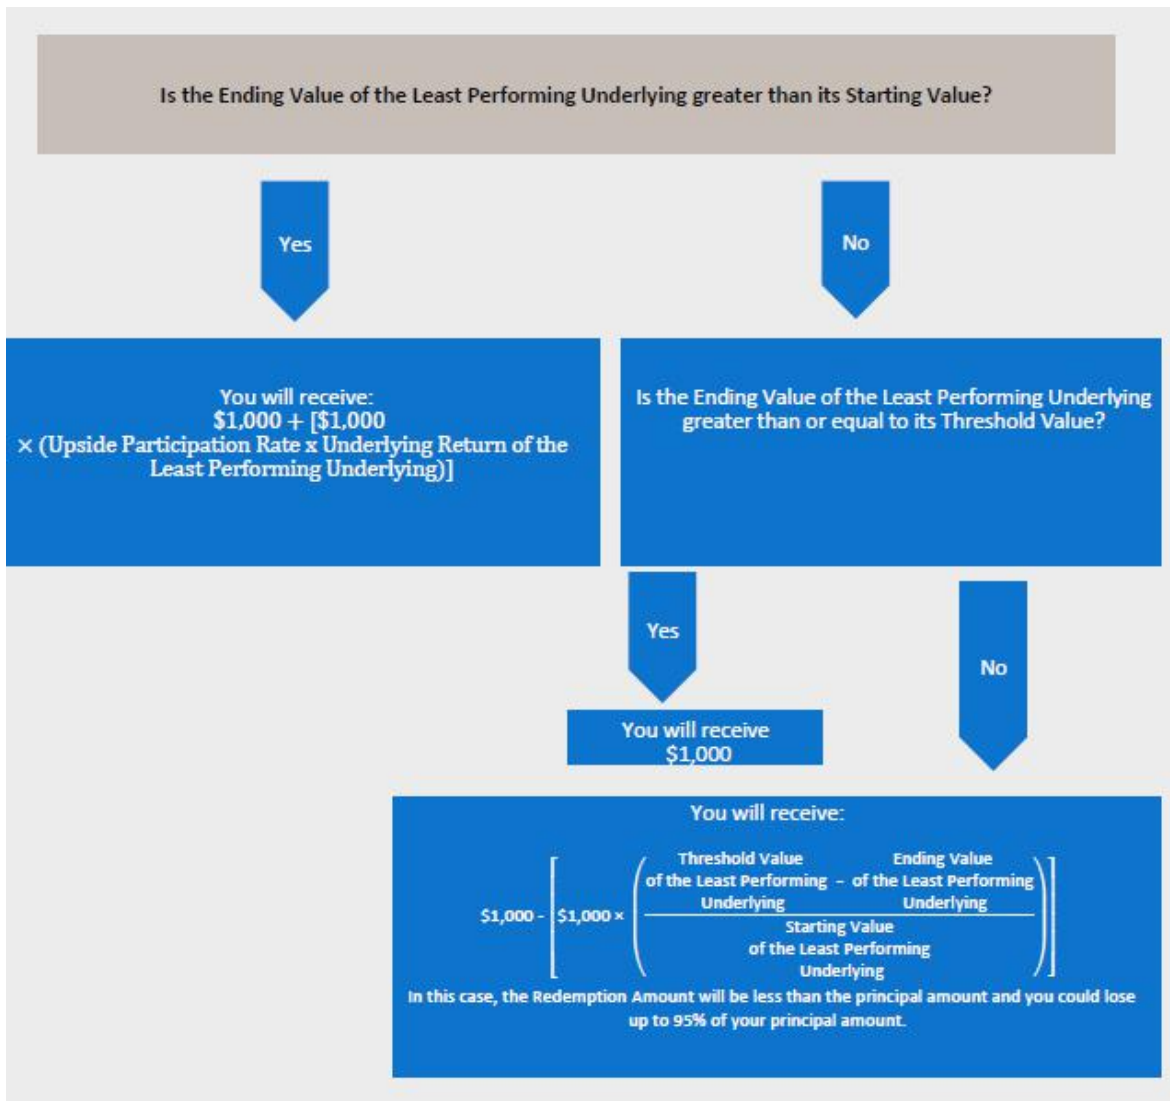 Is the Ending Value of the Least Performing Underlying greater than its Starting Value?
Yes
No
You will receive:
$1,000 + [$1,000
× (Upside Participation Rate x Underlying Return of the
Least Performing Underlying)]
Is the Ending Value of the Least Performing Underlying
greater than or equal to its Threshold Value?
Yes
No
You will receive
$1,000
You will receive:
Threshold Value Ending Value
of the Least Performing – of the Least Performing
Underlying Underlying
$1,000 - [$1,000 ×
Starting Value
of the Least Performing
Underlying
In this case, the Redemption Amount will be less than the principal amount and you could lose
up to 95% of your principal amount.